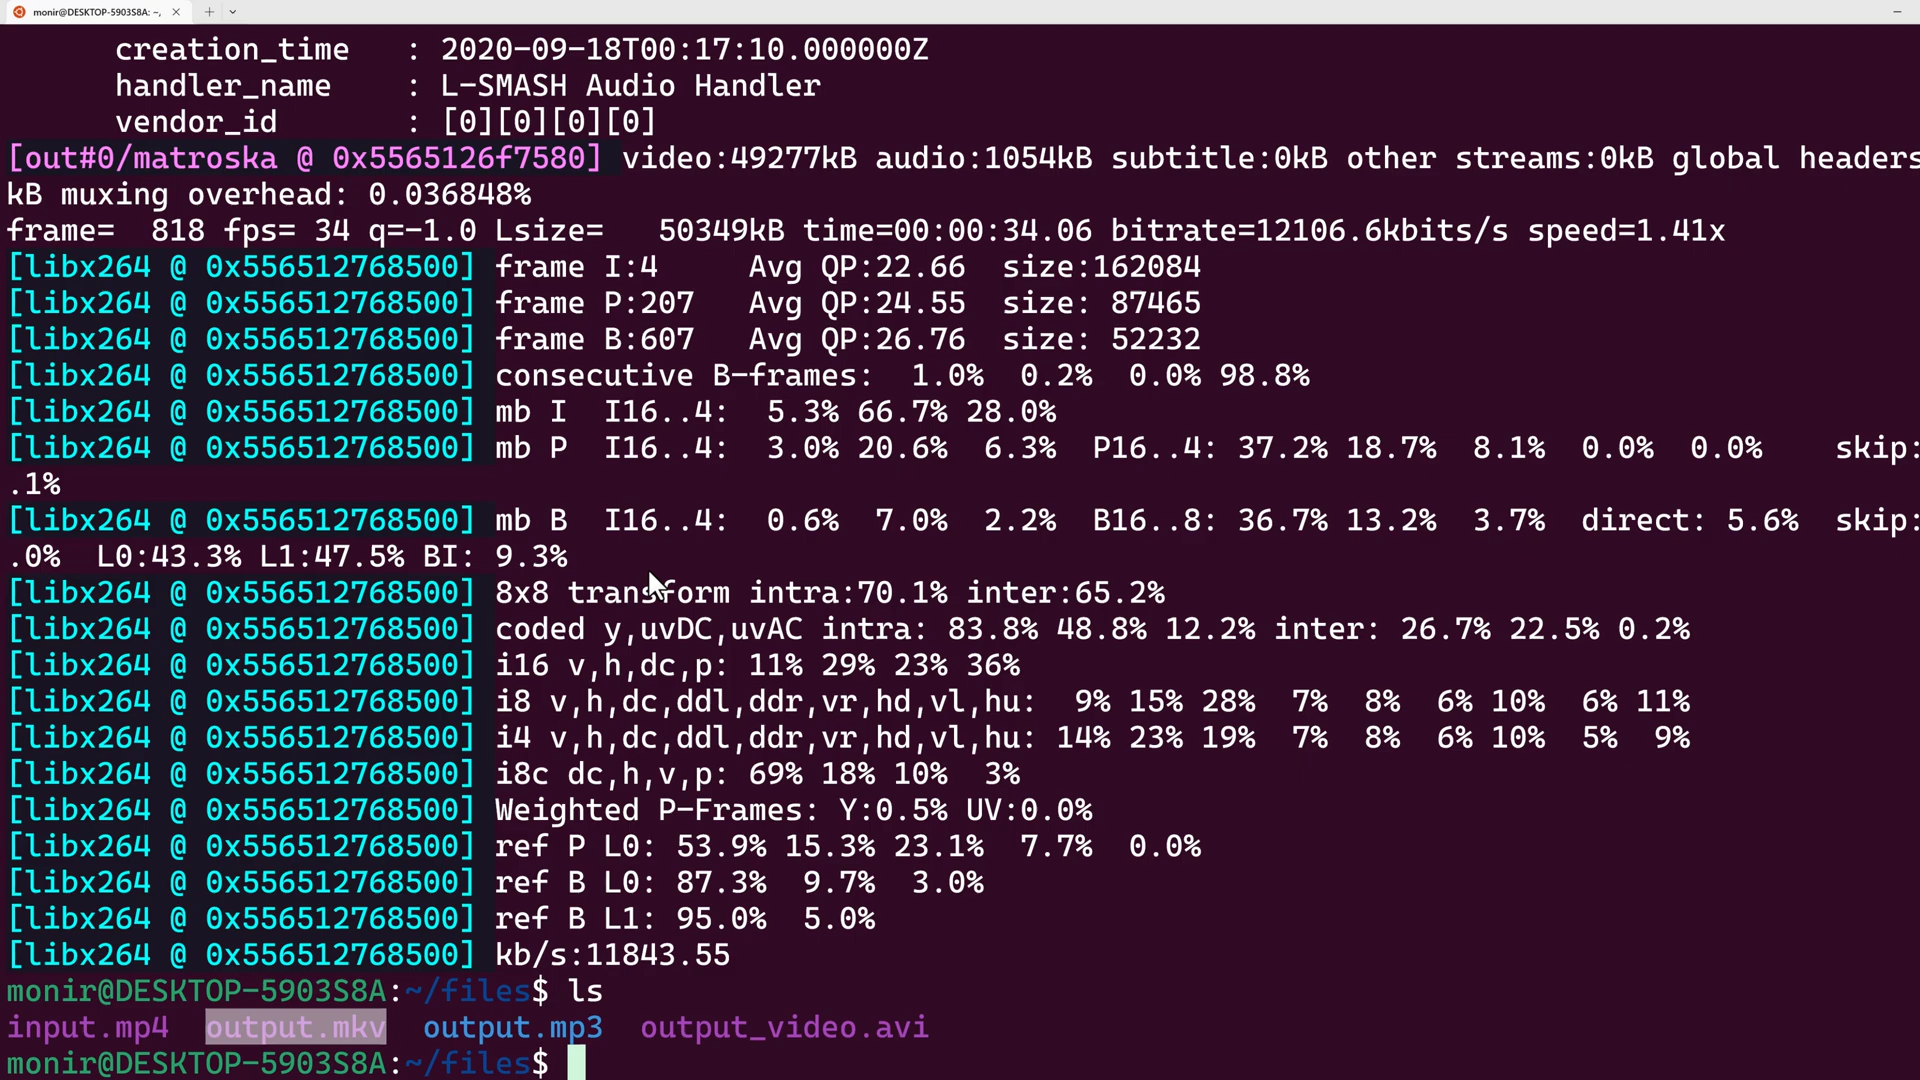 monir@DESKTOP-5903S8A: ~,
creation_time   : 2020-09-18T00:17:10.000000Z
handler_name    : L-SMASH Audio Handler
vendor_id       : [0][0][0][0]
[out#0/matroska @ 0x5565126f7580] video:49277kB audio:1054kB subtitle:0kB other streams:0kB global headers
kB muxing overhead: 0.036848%
frame=  818 fps= 34 q=-1.0 Lsize=   50349kB time=00:00:34.06 bitrate=12106.6kbits/s speed=1.41x
[libx264 @ 0x556512768500] frame I:4     Avg QP:22.66  size:162084
[libx264 @ 0x556512768500] frame P:207   Avg QP:24.55  size: 87465
[libx264 @ 0x556512768500] frame B:607   Avg QP:26.76  size: 52232
[libx264 @ 0x556512768500] consecutive B-frames:  1.0%  0.2%  0.0% 98.8%
[libx264 @ 0x556512768500] mb I  I16..4:  5.3% 66.7% 28.0%
[libx264 @ 0x556512768500] mb P  I16..4:  3.0% 20.6%  6.3%  P16..4: 37.2% 18.7%  8.1%  0.0%  0.0%    skip:
.1%
[libx264 @ 0x556512768500] mb B  I16..4:  0.6%  7.0%  2.2%  B16..8: 36.7% 13.2%  3.7%  direct: 5.6%  skip:
.0%  L0:43.3% L1:47.5% BI: 9.3%
[libx264 @ 0x556512768500] 8x8 transform intra:70.1% inter:65.2%
[libx264 @ 0x556512768500] coded y,uvDC,uvAC intra: 83.8% 48.8% 12.2% inter: 26.7% 22.5% 0.2%
[libx264 @ 0x556512768500] i16 v,h,dc,p: 11% 29% 23% 36%
[libx264 @ 0x556512768500] i8 v,h,dc,ddl,ddr,vr,hd,vl,hu:  9% 15% 28%  7%  8%  6% 10%  6% 11%
[libx264 @ 0x556512768500] i4 v,h,dc,ddl,ddr,vr,hd,vl,hu: 14% 23% 19%  7%  8%  6% 10%  5%  9%
[libx264 @ 0x556512768500] i8c dc,h,v,p: 69% 18% 10%  3%
[libx264 @ 0x556512768500] Weighted P-Frames: Y:0.5% UV:0.0%
[libx264 @ 0x556512768500] ref P L0: 53.9% 15.3% 23.1%  7.7%  0.0%
[libx264 @ 0x556512768500] ref B L0: 87.3%  9.7%  3.0%
[libx264 @ 0x556512768500] ref B L1: 95.0%  5.0%
[libx264 @ 0x556512768500] kb/s:11843.55
monir@DESKTOP-5903S8A:~/files$ ls
input.mp4  output.mkv  output.mp3  output_video.avi
monir@DESKTOP-5903S8A:~/files$